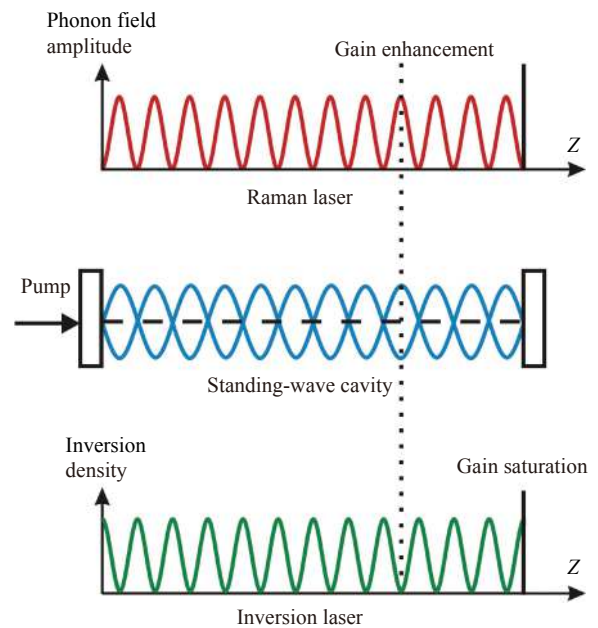 Phonon field
amplitude
Gain enhancement
Z
Raman laser
Pump
Standing-wave cavity
Inversion
density
Gain saturation
Z
Inversion laser